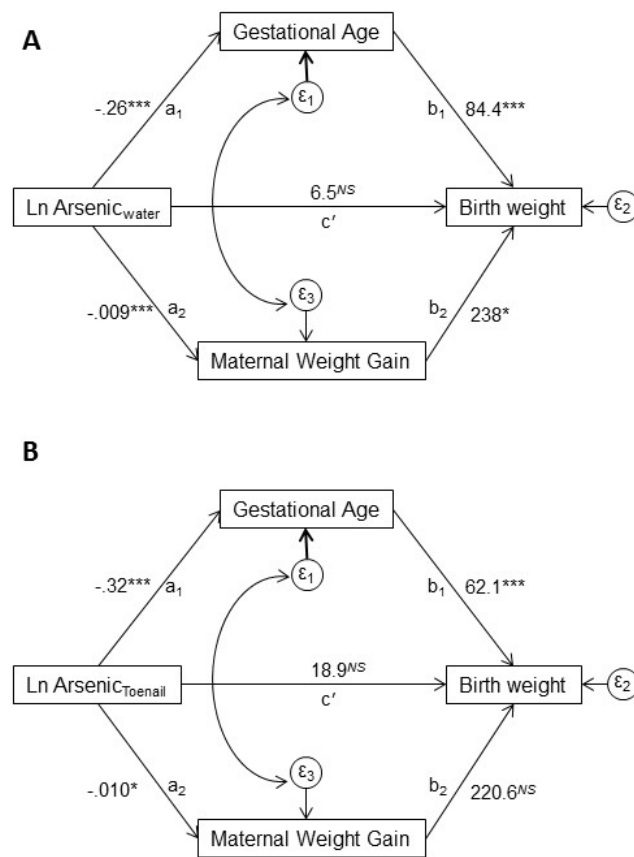 A
Gestational Age
-.26***
a1
ε1
b1
84.4***
Ln Arsenicwater
6.5NS
c′
Birth weight
ε2
-.009***
a2
ε3
b2
238*
Maternal Weight Gain
B
Gestational Age
-.32***
a1
ε1
b1
62.1***
Ln ArsenicToenail
18.9NS
c′
Birth weight
ε2
-.010*
a2
ε3
b2
220.6NS
Maternal Weight Gain